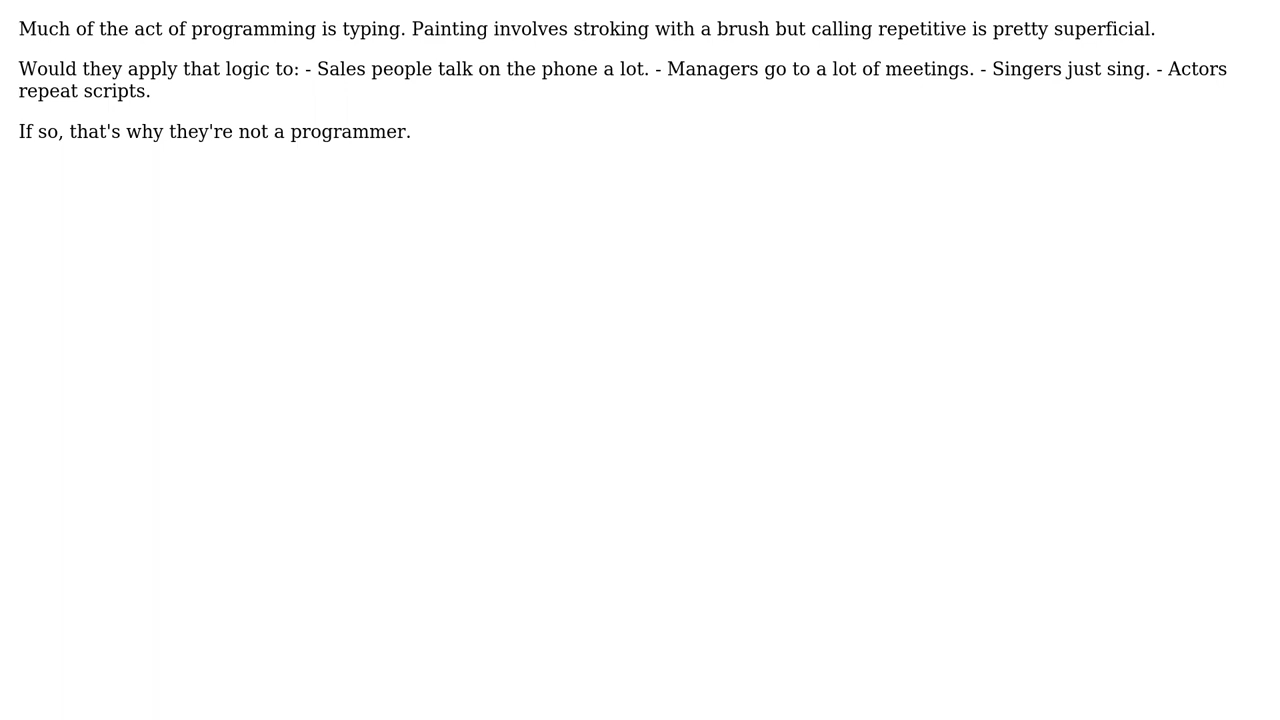 Much of the act of programming is typing. Painting involves stroking with a brush but calling repetitive is pretty superficial.
Would they apply that logic to: - Sales people talk on the phone a lot. - Managers go to a lot of meetings. - Singers just sing. - Actors
repeat scripts.
If so, that's why they're not a programmer.